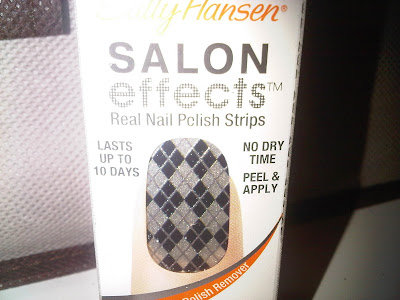 Sally Hansen®
SALON
effects™
Real Nail Polish Strips
LASTS
UP TO
10 DAYS
NO DRY
TIME
PEEL &
APPLY
Polish Remover